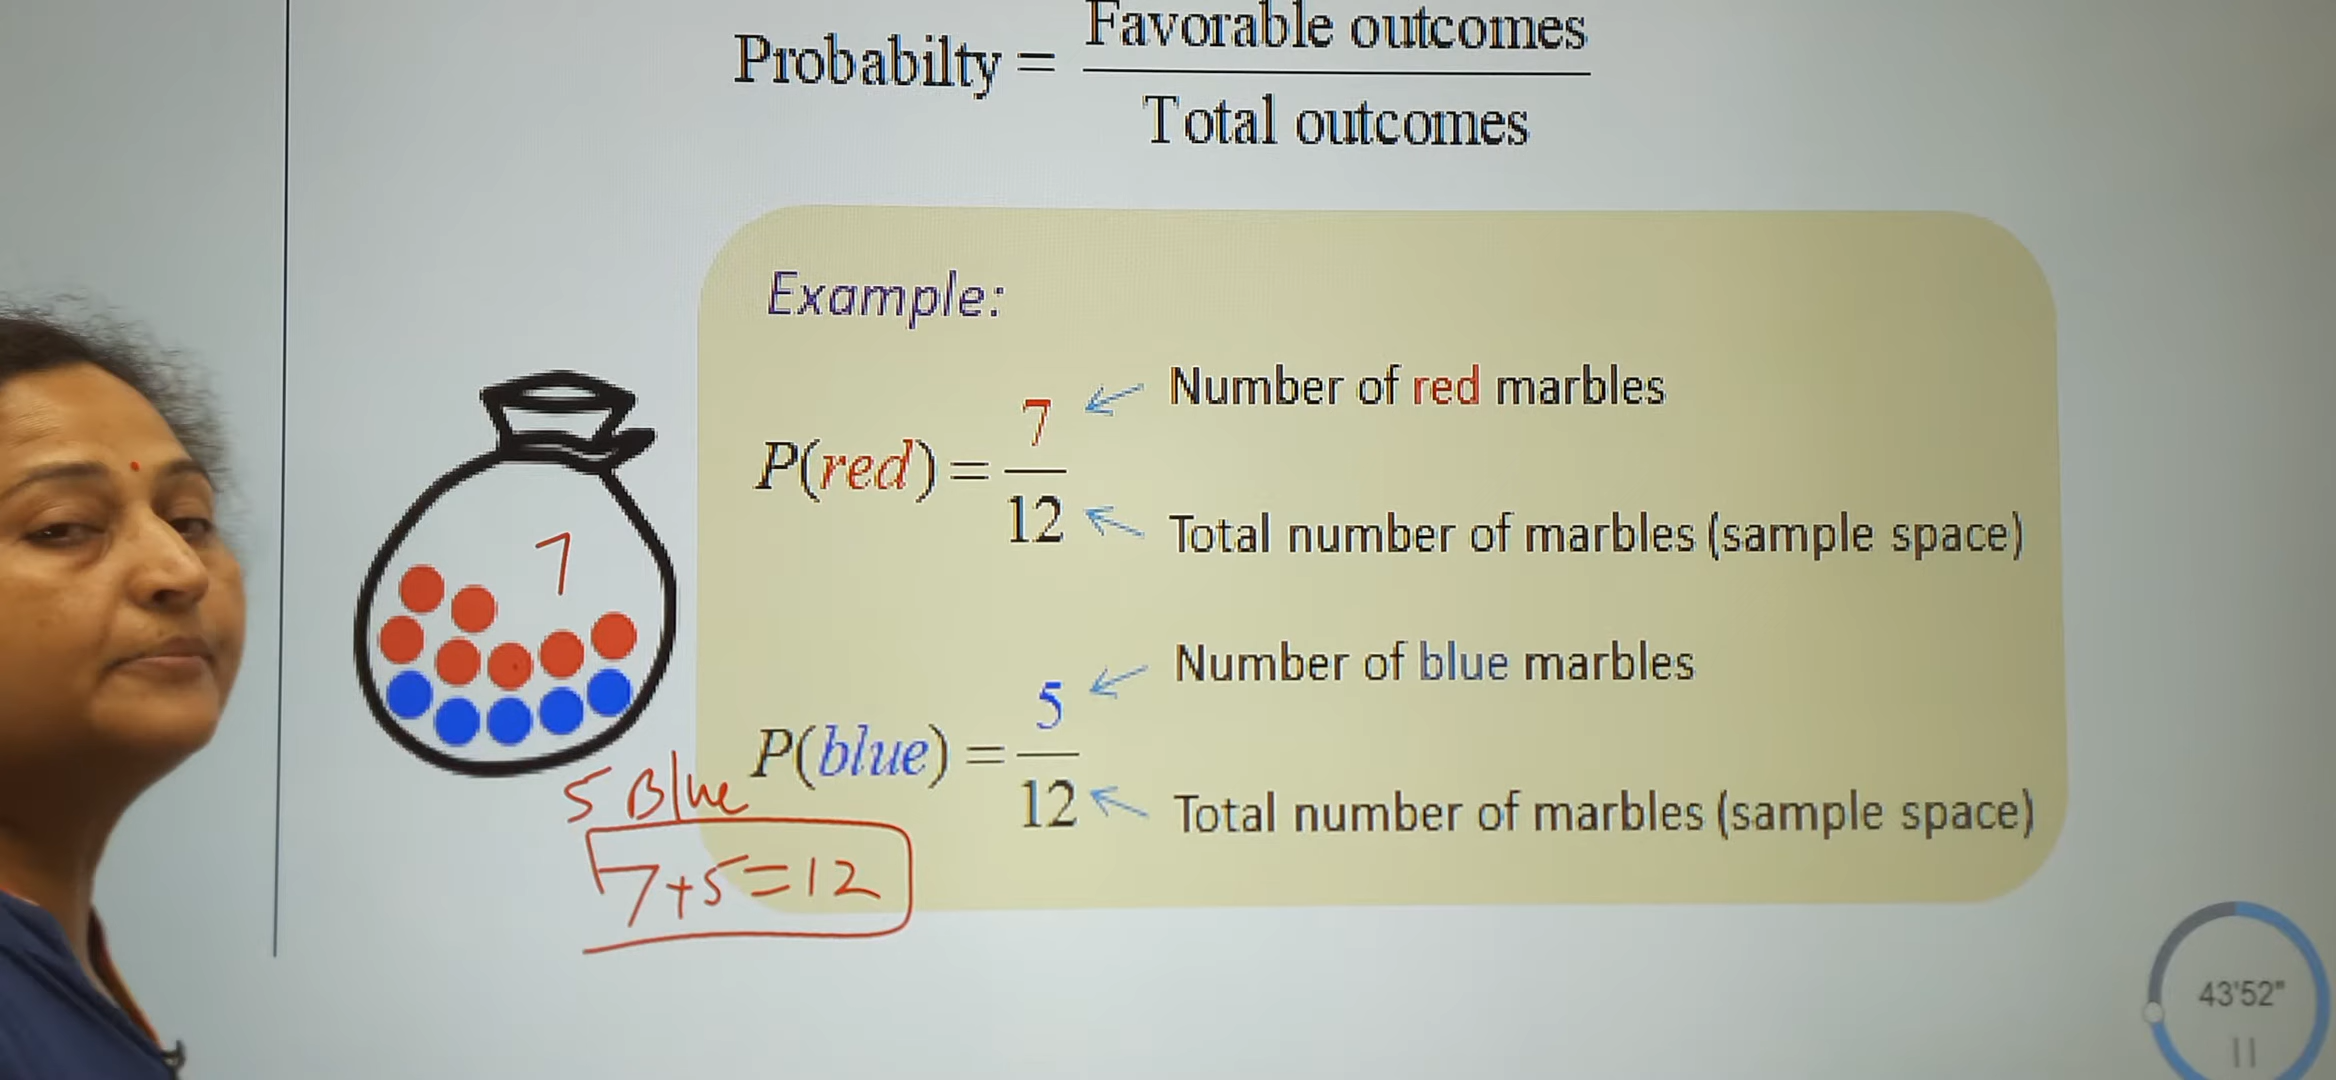 Probabilty = Favorable outcomes
Total outcomes
Example:
P(red) = 7
12
Number of red marbles
Total number of marbles (sample space)
7
P(blue) = 5
12
Number of blue marbles
Total number of marbles (sample space)
5 Blue
7+5=12
43'52"